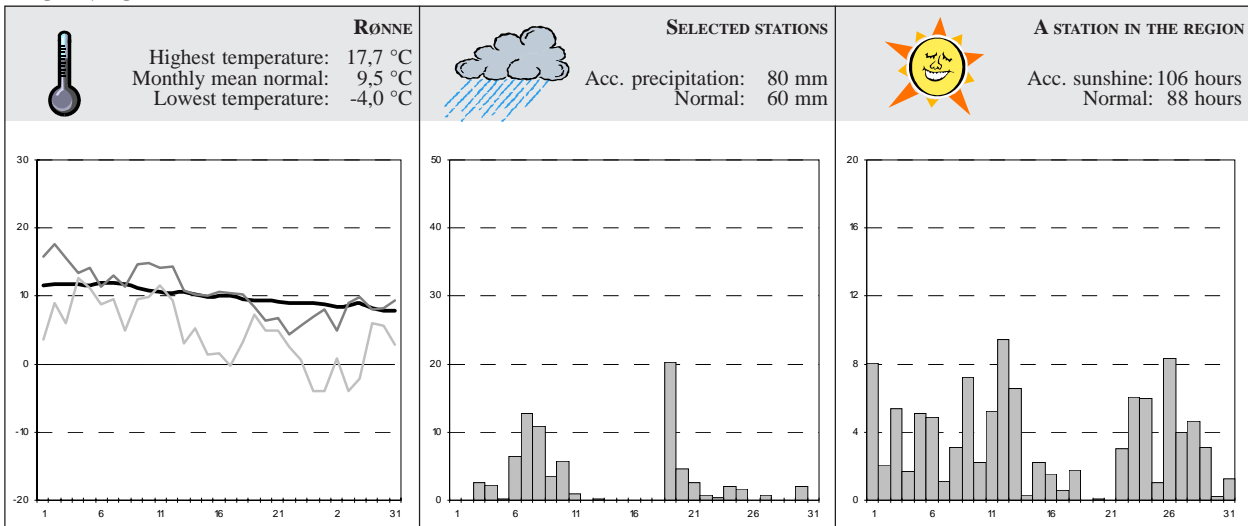 RØNNE
Highest temperature: 17,7 °C
Monthly mean normal: 9,5 °C
Lowest temperature: -4,0 °C
SELECTED STATIONS
Acc. precipitation: 80 mm
Normal: 60 mm
A STATION IN THE REGION
Acc. sunshine: 106 hours
Normal: 88 hours
30
20
10
0
-10
-20
1 6 11 16 21 2 31
50
40
30
20
10
0
1 6 11 16 21 26 31
20
16
12
8
4
0
1 6 11 16 21 26 31